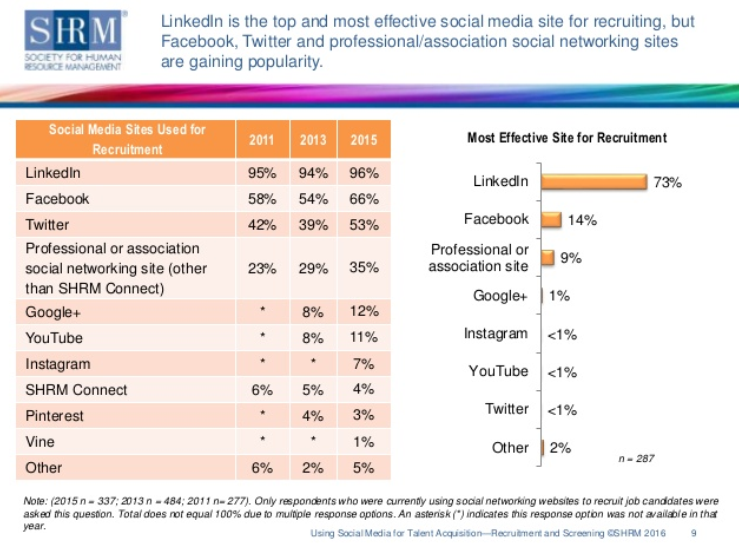 SHRM®
SOCIETY FOR HUMAN
RESOURCE MANAGEMENT
LinkedIn is the top and most effective social media site for recruiting, but
Facebook, Twitter and professional/association social networking sites
are gaining popularity.
Social Media Sites Used for Recruitment 2011 2013 2015
LinkedIn 95% 94% 96%
Facebook 58% 54% 66%
Twitter 42% 39% 53%
Professional or association
social networking site (other
than SHRM Connect) 23% 29% 35%
Google+ * 8% 12%
YouTube * 8% 11%
Instagram * * 7%
SHRM Connect 6% 5% 4%
Pinterest * 4% 3%
Vine * * 1%
Other 6% 2% 5%
Most Effective Site for Recruitment
LinkedIn 73%
Facebook 14%
Professional or
association site 9%
Google+ 1%
Instagram <1%
YouTube <1%
Twitter <1%
Other 2%
n = 287
Note: (2015 n = 337; 2013 n = 484; 2011 n= 277). Only respondents who were currently using social networking websites to recruit job candidates were
asked this question. Total does not equal 100% due to multiple response options. An asterisk (*) indicates this response option was not available in that
year.
Using Social Media for Talent Acquisition—Recruitment and Screening ©SHRM 2016 9